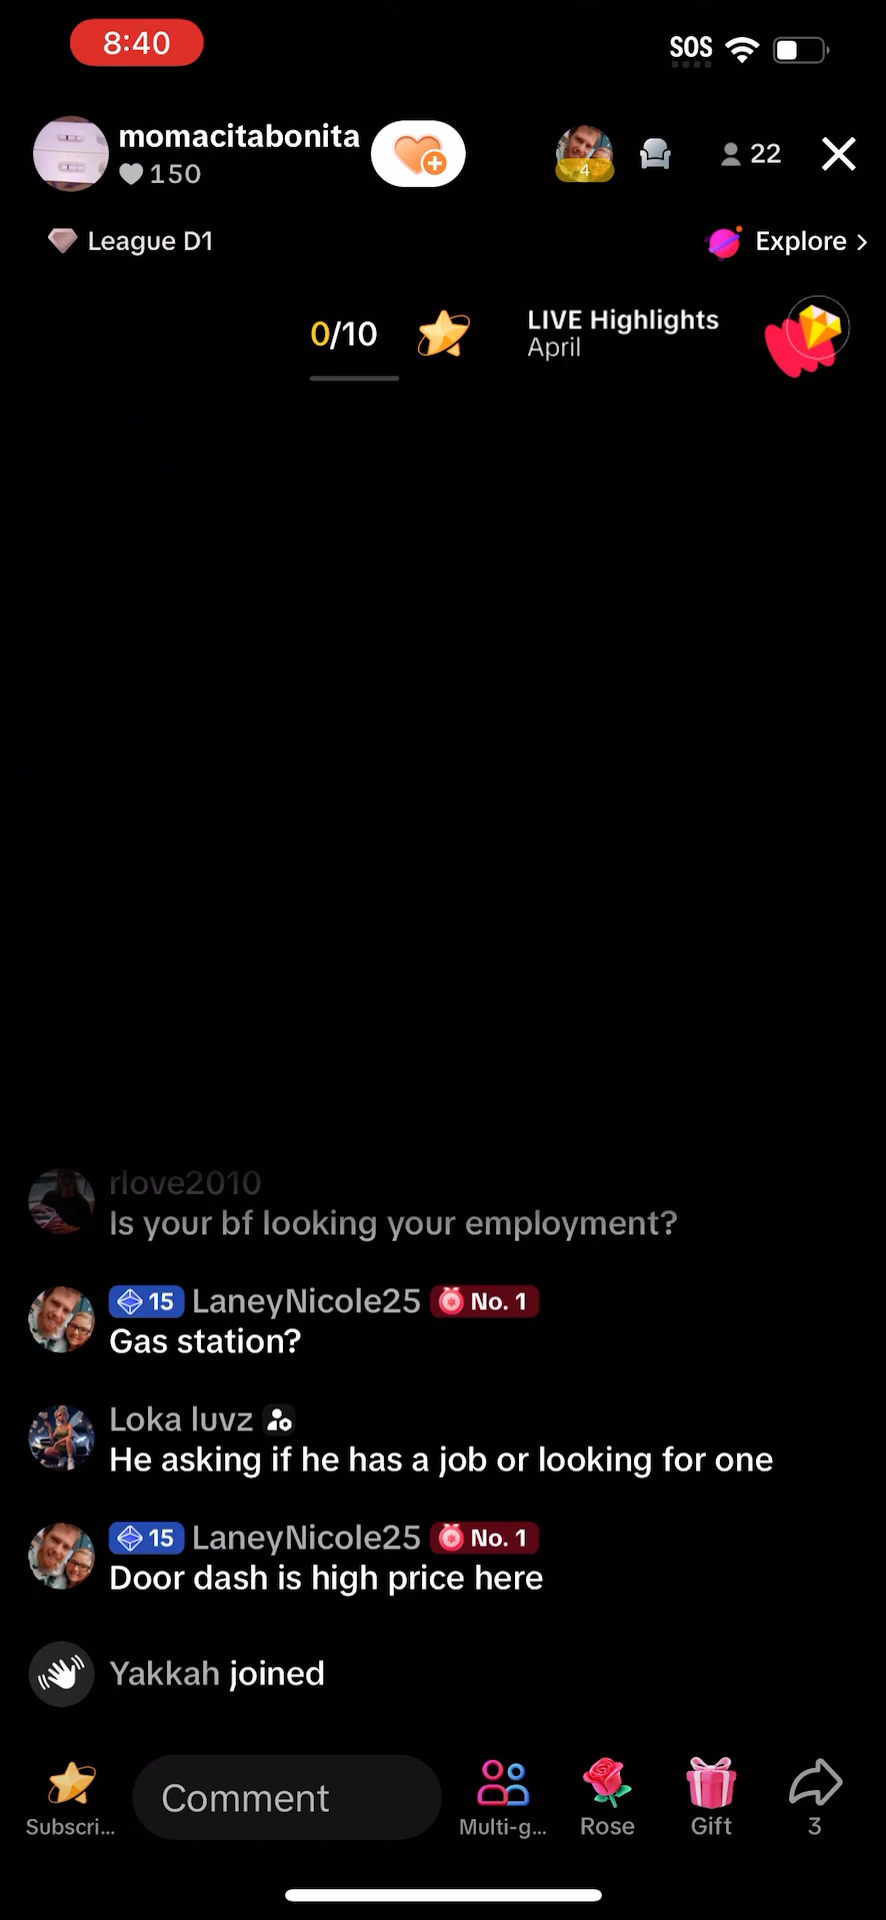 8:40
SOS
momacitabonita
150
4
22
League D1
Explore >
0/10
LIVE Highlights
April
rlove2010
Is your bf looking your employment?
15 LaneyNicole25 No. 1
Gas station?
Loka luvz
He asking if he has a job or looking for one
15 LaneyNicole25 No. 1
Door dash is high price here
Yakkah joined
Comment
Subscri...
Multi-g...
Rose
Gift
3